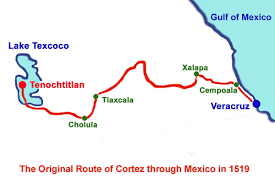 Gulf of Mexico
Lake Texcoco
Xalapa
Tenochtitlan
Cempoala
Tlaxcala
Veracruz
Cholula
The Original Route of Cortez through Mexico in 1519